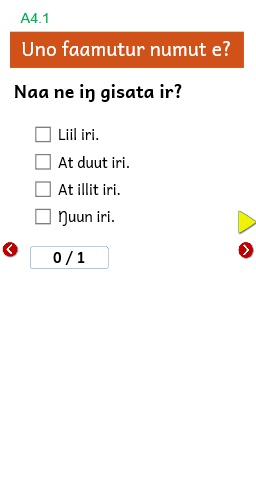 A4.1
Uno faamutur numut e?
Naa ne iŋ gisata ir?
Liil iri.
At duut iri.
At illit iri.
Ŋuun iri.
0 / 1